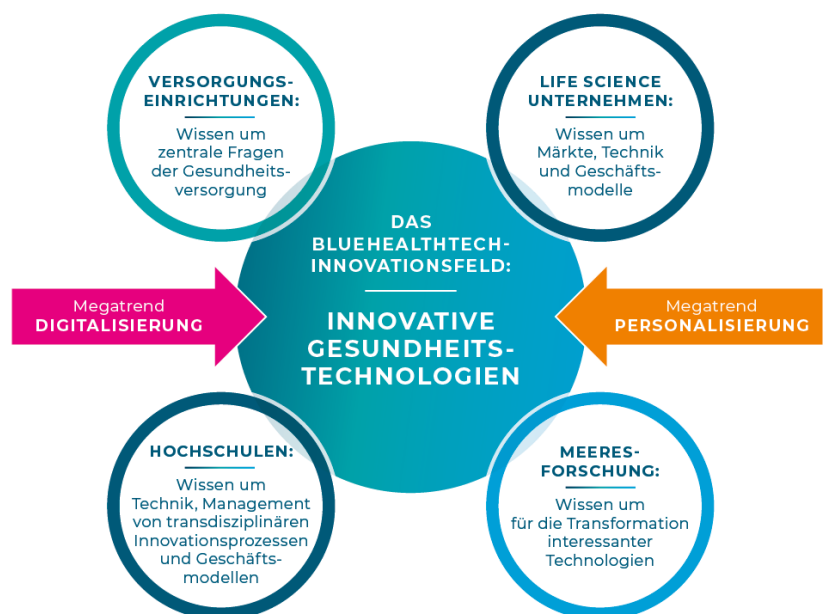 VERSORGUNGS-
EINRICHTUNGEN:
Wissen um
zentrale Fragen
der Gesundheits-
versorgung
LIFE SCIENCE
UNTERNEHMEN:
Wissen um
Märkte, Technik
und Geschäfts-
modelle
DAS
BLUEHEALTHTECH-
INNOVATIONSFELD:
INNOVATIVE
GESUNDHEITS-
TECHNOLOGIEN
Megatrend
DIGITALISIERUNG
Megatrend
PERSONALISIERUNG
HOCHSCHULEN:
Wissen um
Technik, Management
von transdisziplinären
Innovationsprozessen
und Geschäfts-
modellen
MEERES-
FORSCHUNG:
Wissen um
für die Transformation
interessanter
Technologien